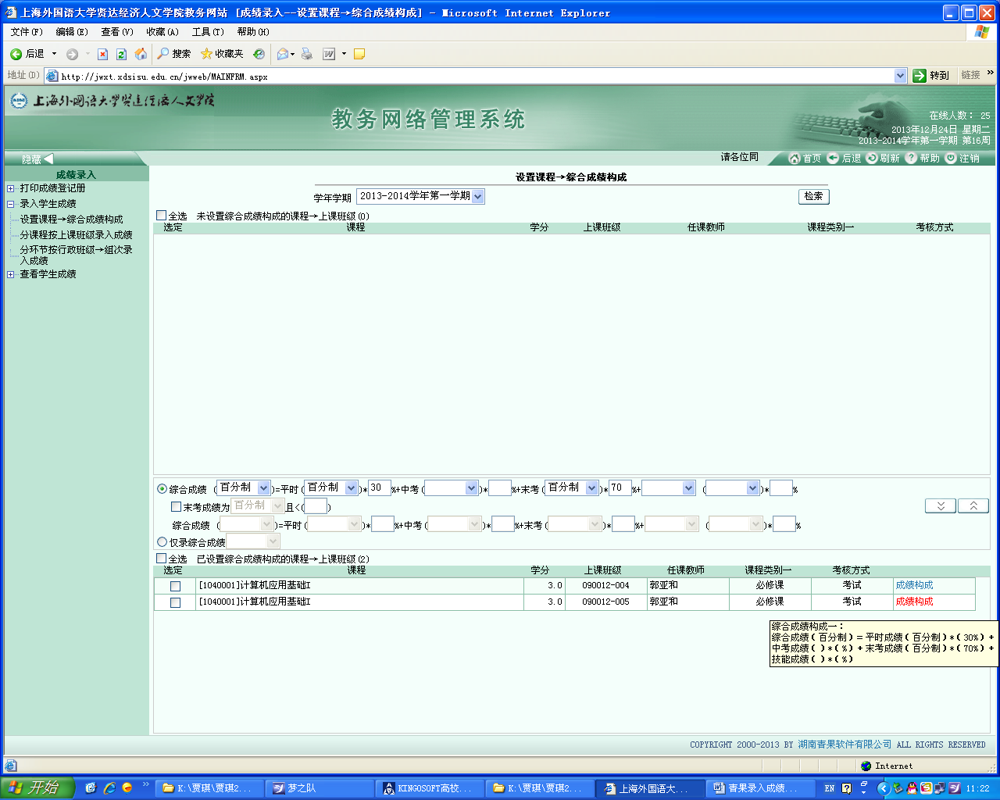 上海外国语大学贤达经济人文学院教务网站 [成绩录入--设置课程→综合成绩构成] - Microsoft Internet Explorer
文件(F) 编辑(E) 查看(V) 收藏(A) 工具(T) 帮助(H)
后退 搜索 收藏夹
地址(D) http://jwxt.xdsisu.edu.cn/jwweb/MAINFRM.aspx 转到 链接 »
上海外国语大学贤达经济人文学院
教务网络管理系统
在线人数: 25
2013年12月24日 星期二
2013-2014学年第一学期 第16周
隐藏 请各位同 首页 后退 刷新 帮助 注销
成绩录入
打印成绩登记册
录入学生成绩
设置课程→综合成绩构成
分课程按上课班级录入成绩
分环节按行政班级→组次录
入成绩
查看学生成绩
设置课程→综合成绩构成
学年学期 2013-2014学年第一学期 检索
全选 未设置综合成绩构成的课程→上课班级(0)
选定 课程 学分 上课班级 任课教师 课程类别一 考核方式
综合成绩 (百分制)=平时(百分制)*30%+中考( )*%+末考(百分制)*70%+ ( )*%
末考成绩为百分制且<( )
综合成绩 ( )=平时( )*%+中考( )*%+末考( )*%+ ( )*%
仅录综合成绩
全选 已设置综合成绩构成的课程→上课班级(2)
选定 课程 学分 上课班级 任课教师 课程类别一 考核方式
[1040001]计算机应用基础I 3.0 090012-004 郭亚和 必修课 考试 成绩构成
[1040001]计算机应用基础I 3.0 090012-005 郭亚和 必修课 考试 成绩构成
综合成绩构成一:
综合成绩(百分制)=平时成绩(百分制)*(30%)+
中考成绩()*(%)+末考成绩(百分制)*(70%)+
技能成绩()*(%)
COPYRIGHT 2000-2013 BY 湖南青果软件有限公司 ALL RIGHTS RESERVED
Internet
开始 » K:\贾琪\贾琪2... 梦之队 KINGOSOFT高校... K:\贾琪\贾琪2... 上海外国语大... 青果录入成绩... EN 11:22